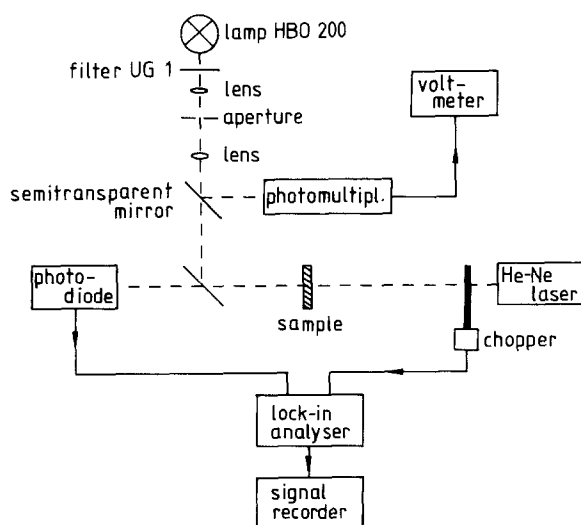 lamp HBO 200
filter UG 1
lens
aperture
lens
volt-
meter
semitransparent
mirror
photomultipl.
photo-
diode
He-Ne
laser
sample
chopper
lock-in
analyser
signal
recorder